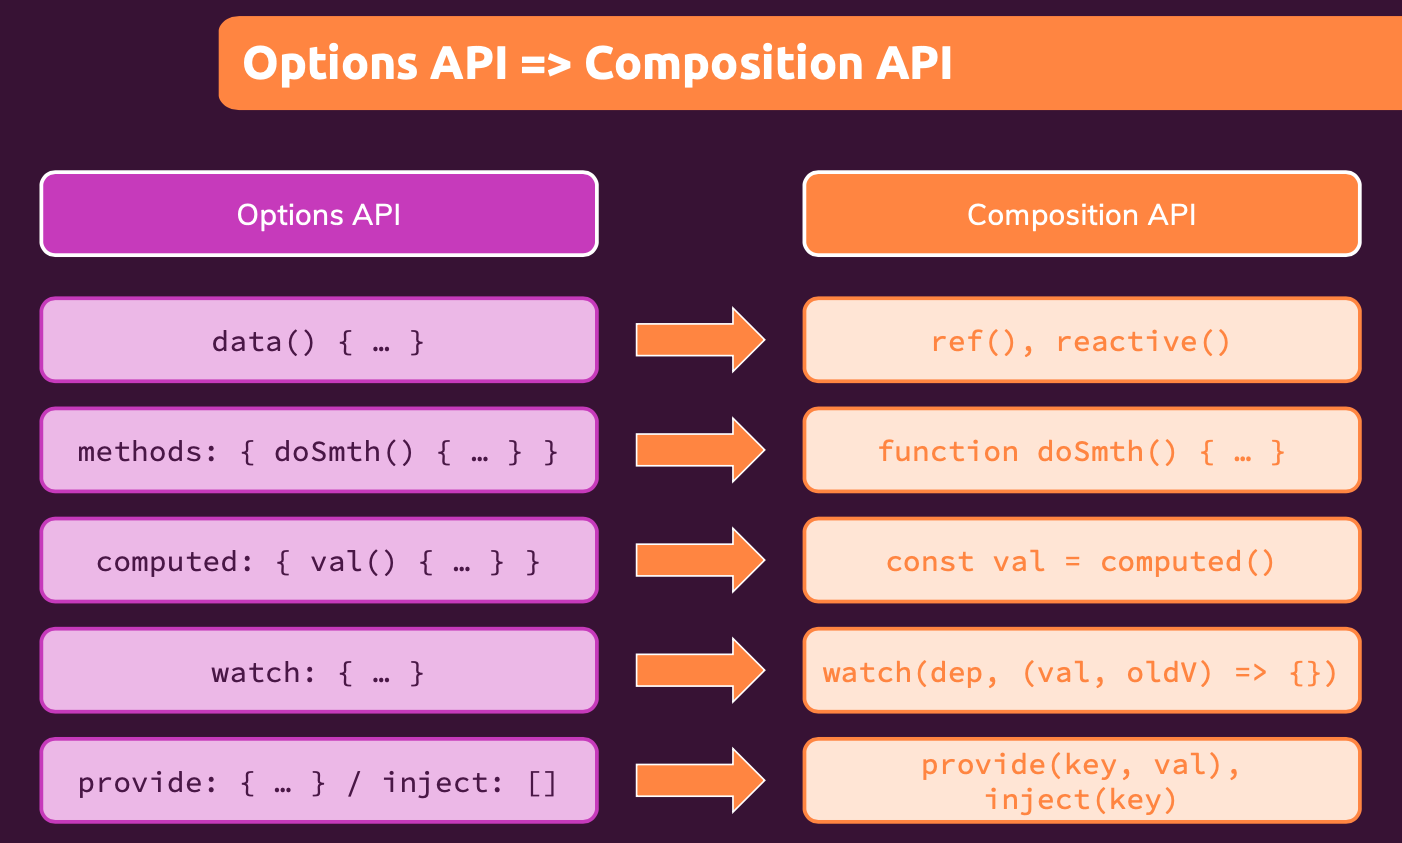 Options API => Composition API
Options API
Composition API
data() { … }
ref(), reactive()
methods: { doSmth() { … } }
function doSmth() { … }
computed: { val() { … } }
const val = computed()
watch: { … }
watch(dep, (val, oldV) => {})
provide: { … } / inject: []
provide(key, val),
inject(key)